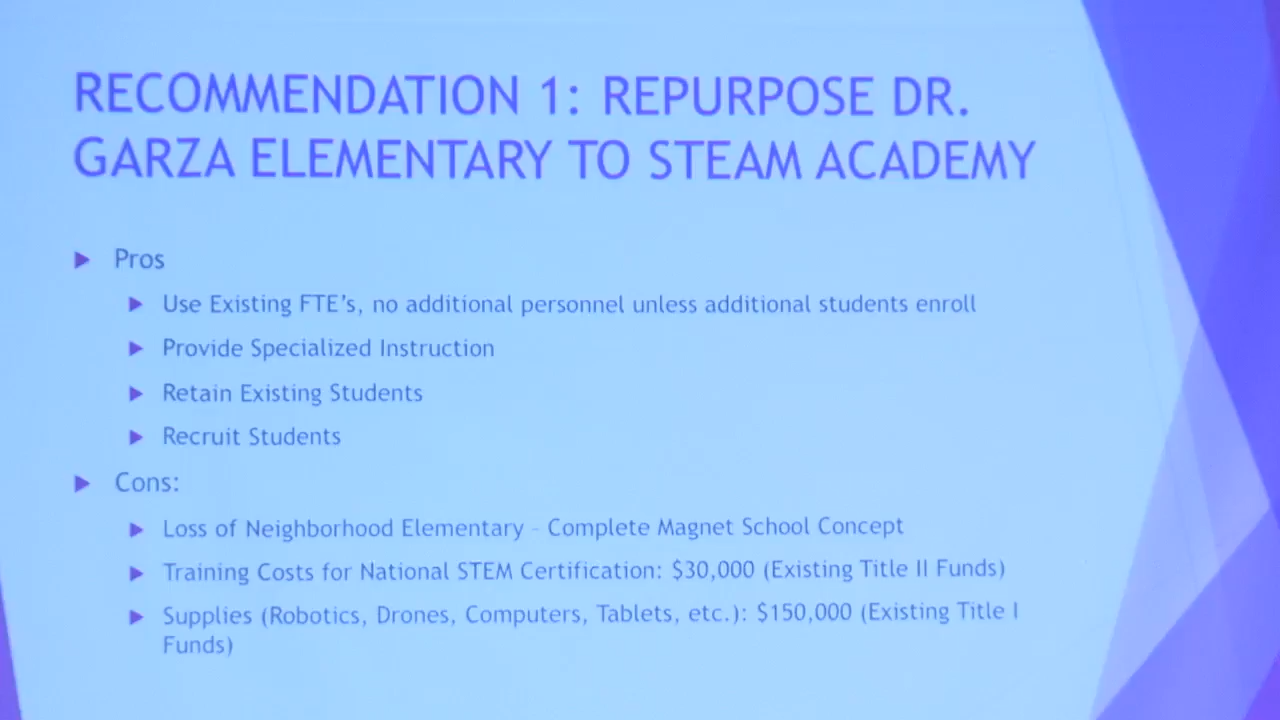 RECOMMENDATION 1: REPURPOSE DR.
GARZA ELEMENTARY TO STEAM ACADEMY
Pros
Use Existing FTE's, no additional personnel unless additional students enroll
Provide Specialized Instruction
Retain Existing Students
Recruit Students
Cons:
Loss of Neighborhood Elementary – Complete Magnet School Concept
Training Costs for National STEM Certification: $30,000 (Existing Title II Funds)
Supplies (Robotics, Drones, Computers, Tablets, etc.): $150,000 (Existing Title I
Funds)